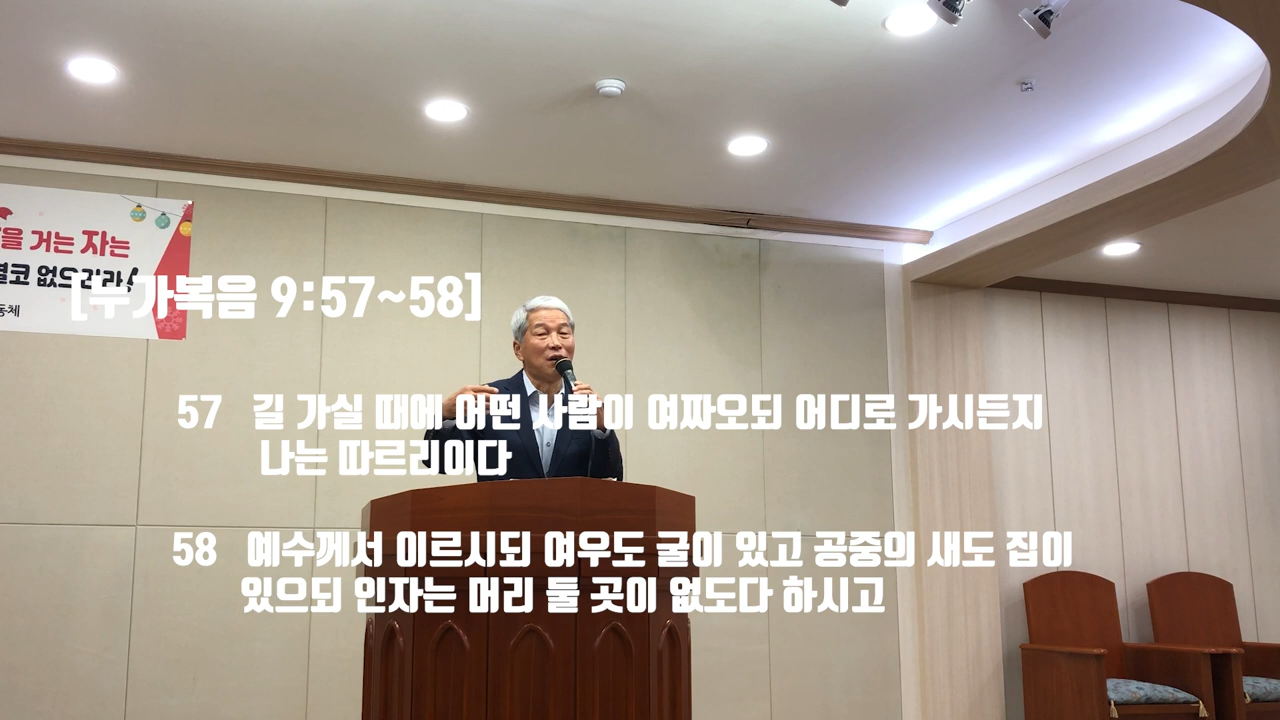 을 거는 자는
결코 없으리라!
동체
[누가복음 9:57~58]
57 길 가실 때에 어떤 사람이 여짜오되 어디로 가시든지
나는 따르리이다
58 예수께서 이르시되 여우도 굴이 있고 공중의 새도 집이
있으되 인자는 머리 둘 곳이 없도다 하시고